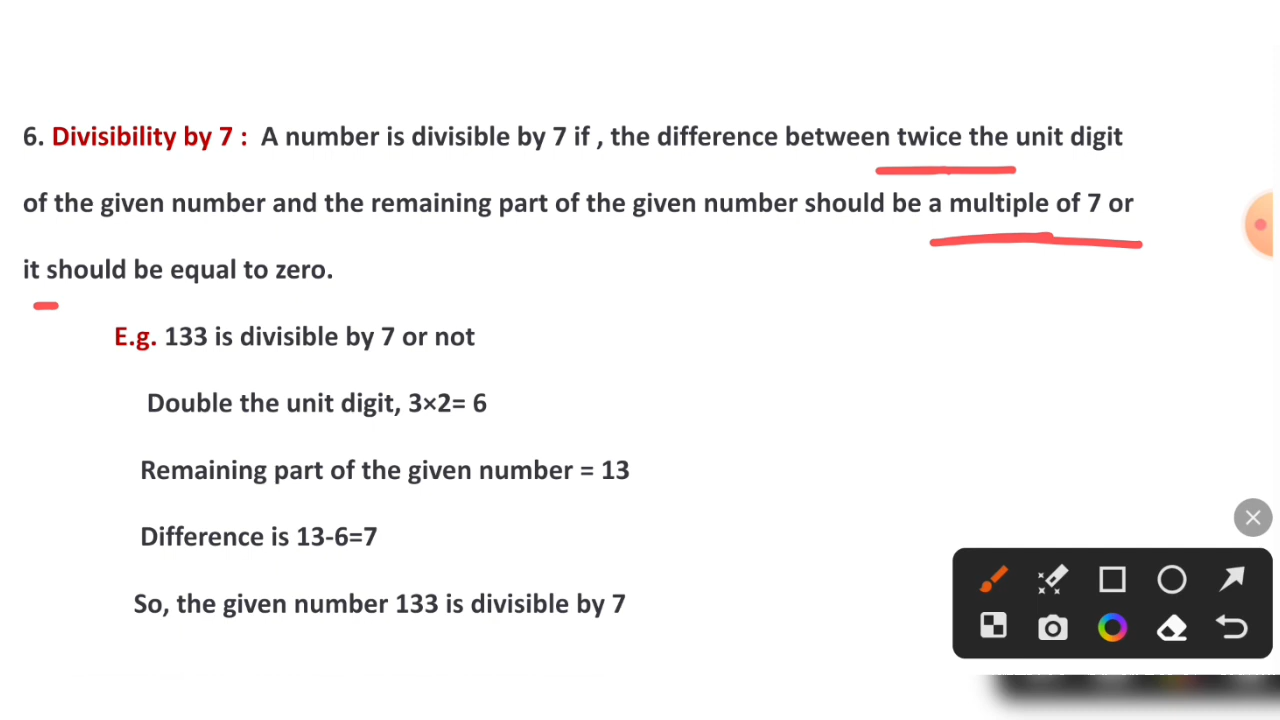 6. Divisibility by 7 :  A number is divisible by 7 if , the difference between twice the unit digit
of the given number and the remaining part of the given number should be a multiple of 7 or
it should be equal to zero.
E.g. 133 is divisible by 7 or not
Double the unit digit, 3×2= 6
Remaining part of the given number = 13
Difference is 13-6=7
So, the given number 133 is divisible by 7